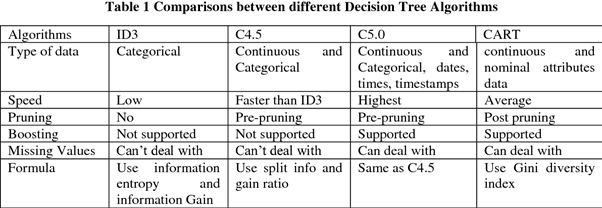 Table 1 Comparisons between different Decision Tree Algorithms
Algorithms ID3 C4.5 C5.0 CART
Type of data Categorical Continuous and Continuous and continuous and
Categorical Categorical, dates, nominal attributes
times, timestamps data
Speed Low Faster than ID3 Highest Average
Pruning No Pre-pruning Pre-pruning Post pruning
Boosting Not supported Not supported Supported Supported
Missing Values Can't deal with Can't deal with Can deal with Can deal with
Formula Use information Use split info and Same as C4.5 Use Gini diversity
entropy and gain ratio index
information Gain